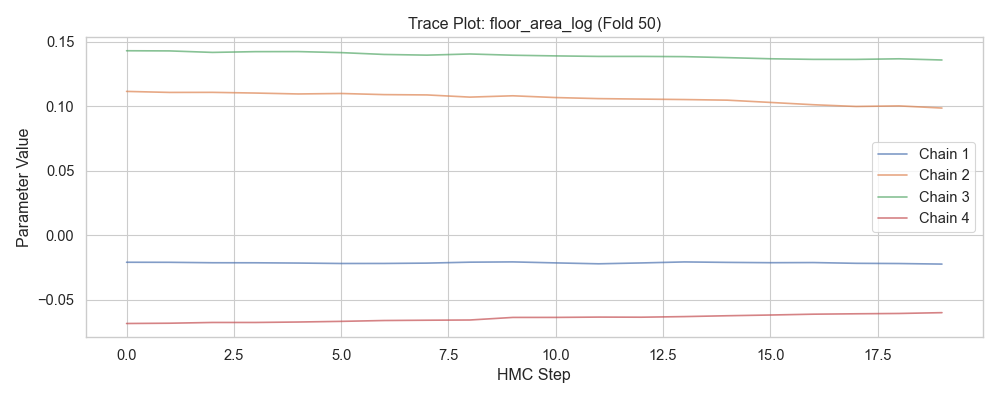 Trace Plot: floor_area_log (Fold 50)
Parameter Value
0.15
0.10
0.05
0.00
−0.05
Chain 1
Chain 2
Chain 3
Chain 4
0.0 2.5 5.0 7.5 10.0 12.5 15.0 17.5
HMC Step